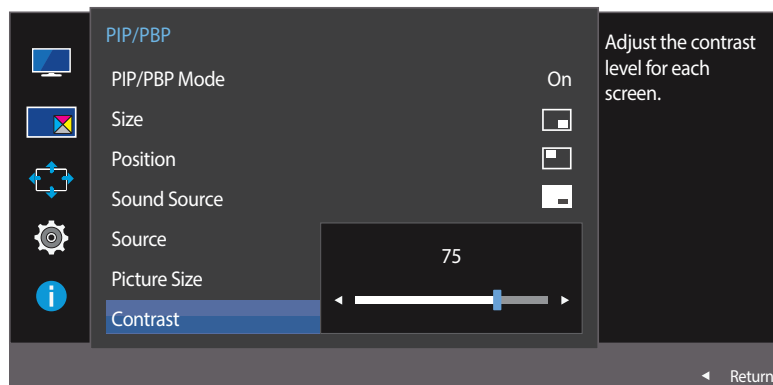 PIP/PBP
PIP/PBP Mode On
Size
Position
Sound Source
Source
Picture Size
Contrast
75
Adjust the contrast
level for each
screen.
Return